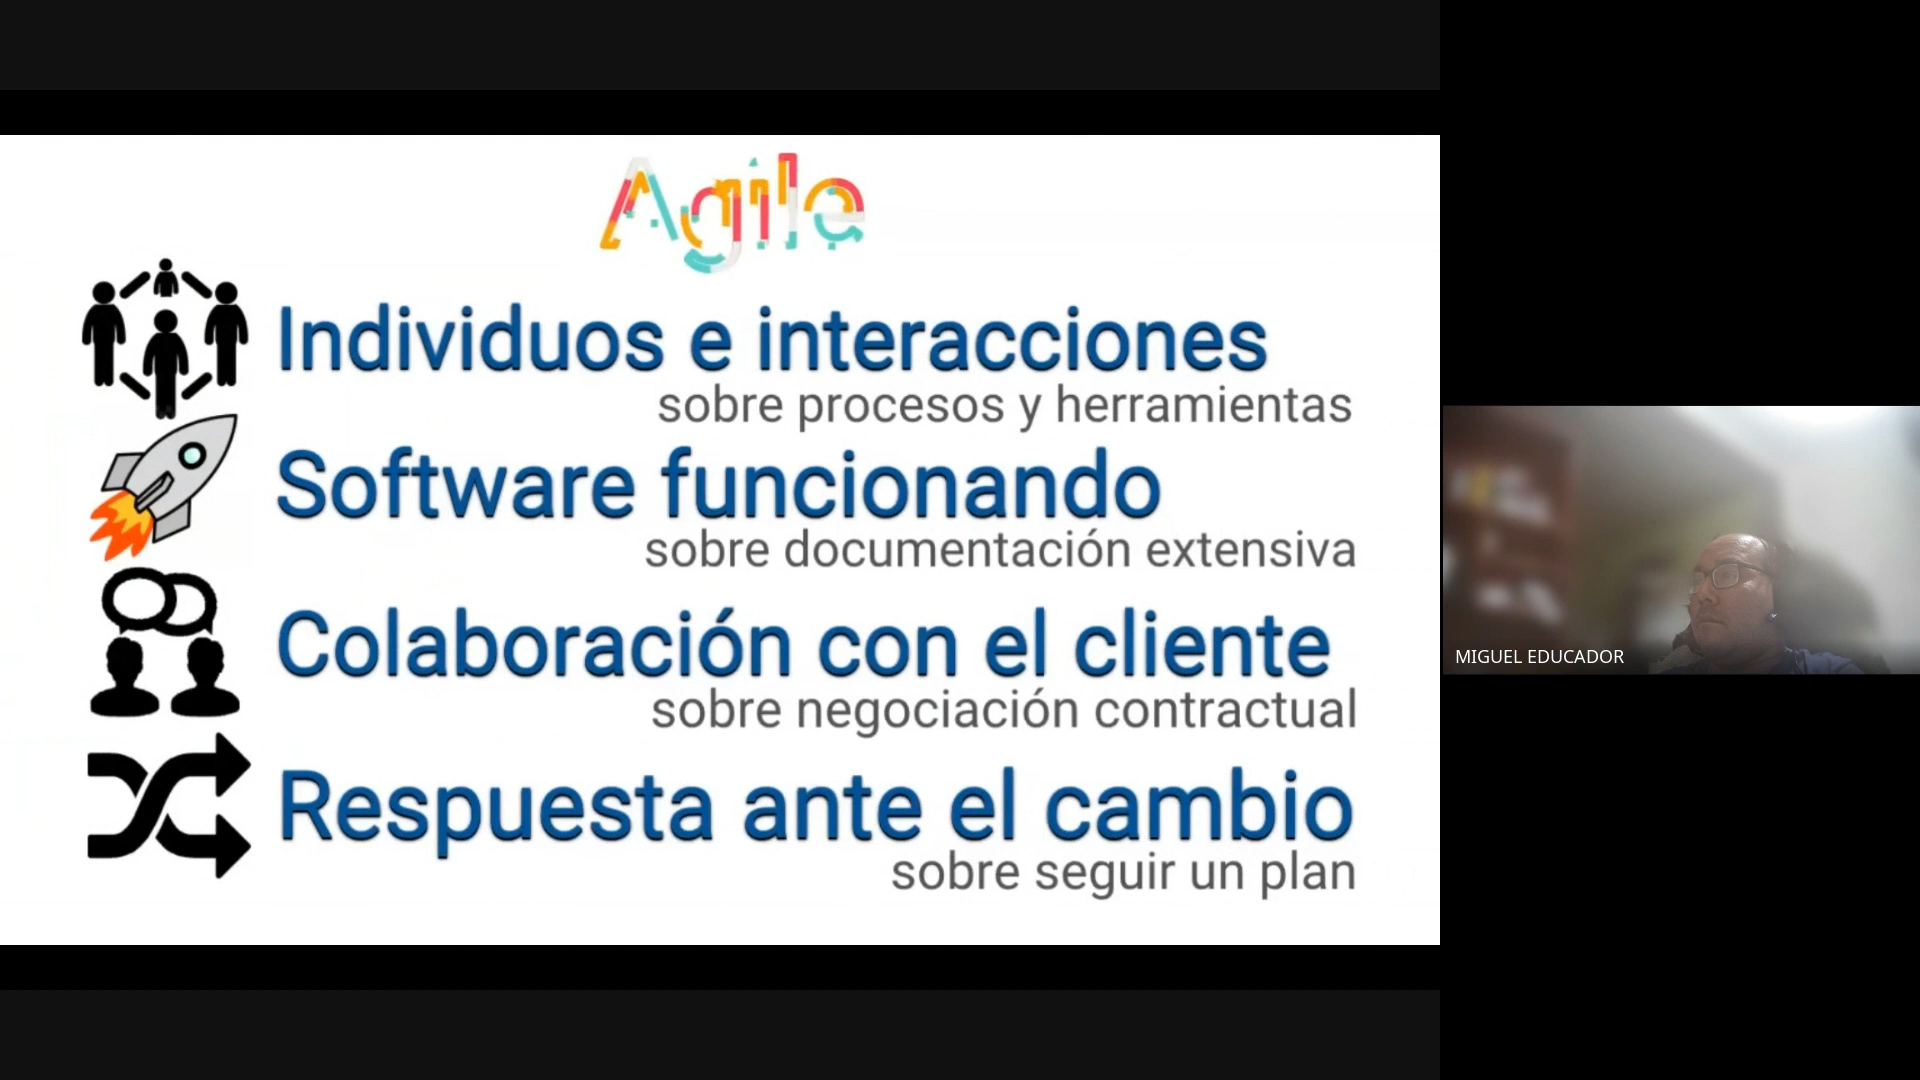 Agile
Individuos e interacciones
sobre procesos y herramientas
Software funcionando
sobre documentación extensiva
Colaboración con el cliente
sobre negociación contractual
Respuesta ante el cambio
sobre seguir un plan
MIGUEL EDUCADOR